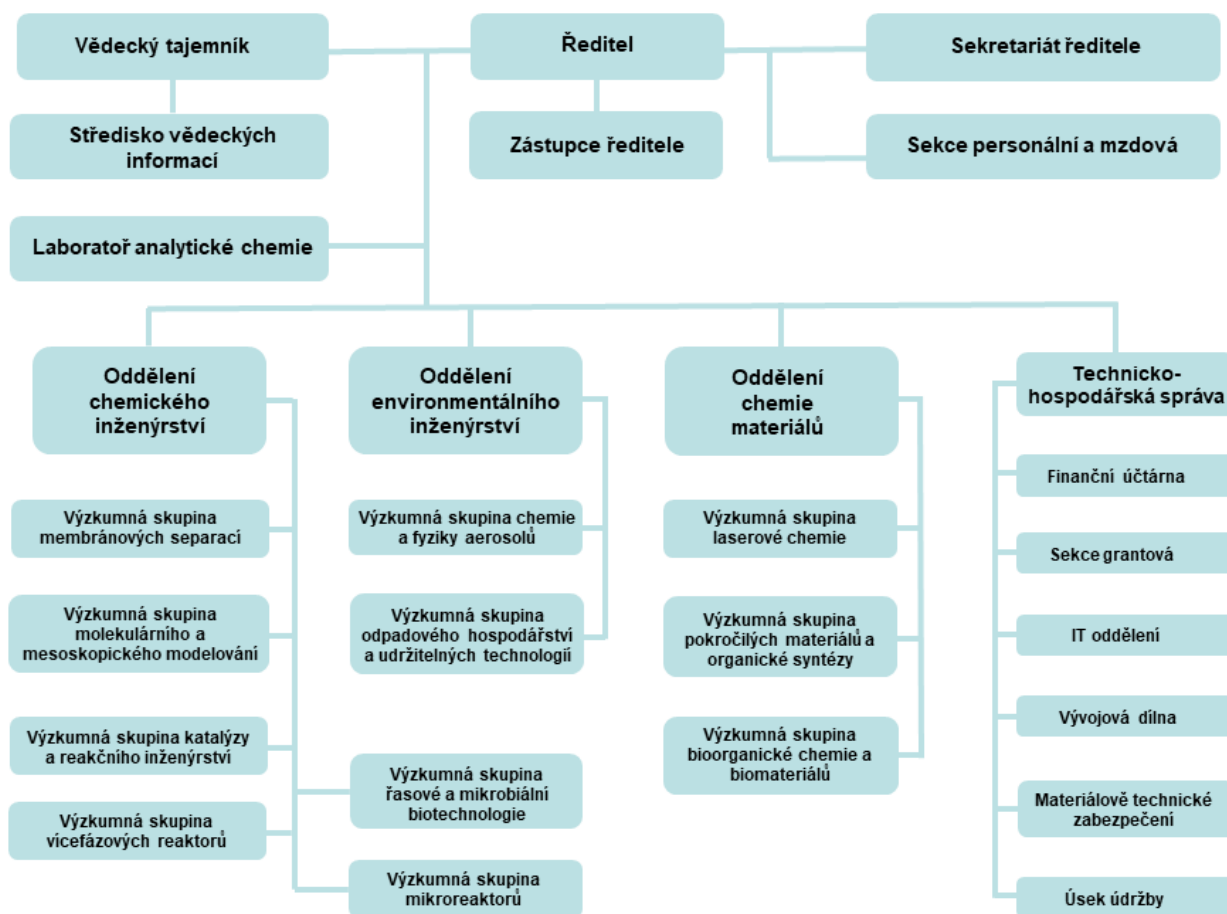 Vědecký tajemník
Ředitel
Sekretariát ředitele
Středisko vědeckých
informací
Zástupce ředitele
Sekce personální a mzdová
Laboratoř analytické chemie
Oddělení
chemického
inženýrství
Oddělení
environmentálního
inženýrství
Oddělení
chemie
materiálů
Technicko-
hospodářská správa
Výzkumná skupina
membránových separací
Výzkumná skupina
molekulárního a
mesoskopického modelování
Výzkumná skupina katalýzy
a reakčního inženýrství
Výzkumná skupina
vícefázových reaktorů
Výzkumná skupina chemie
a fyziky aerosolů
Výzkumná skupina
odpadového hospodářství
a udržitelných technologií
Výzkumná skupina
řasové a mikrobiální
biotechnologie
Výzkumná skupina
mikroreaktorů
Výzkumná skupina
laserové chemie
Výzkumná skupina
pokročilých materiálů a
organické syntézy
Výzkumná skupina
bioorganické chemie a
biomateriálů
Finanční účtárna
Sekce grantová
IT oddělení
Vývojová dílna
Materiálově technické
zabezpečení
Úsek údržby